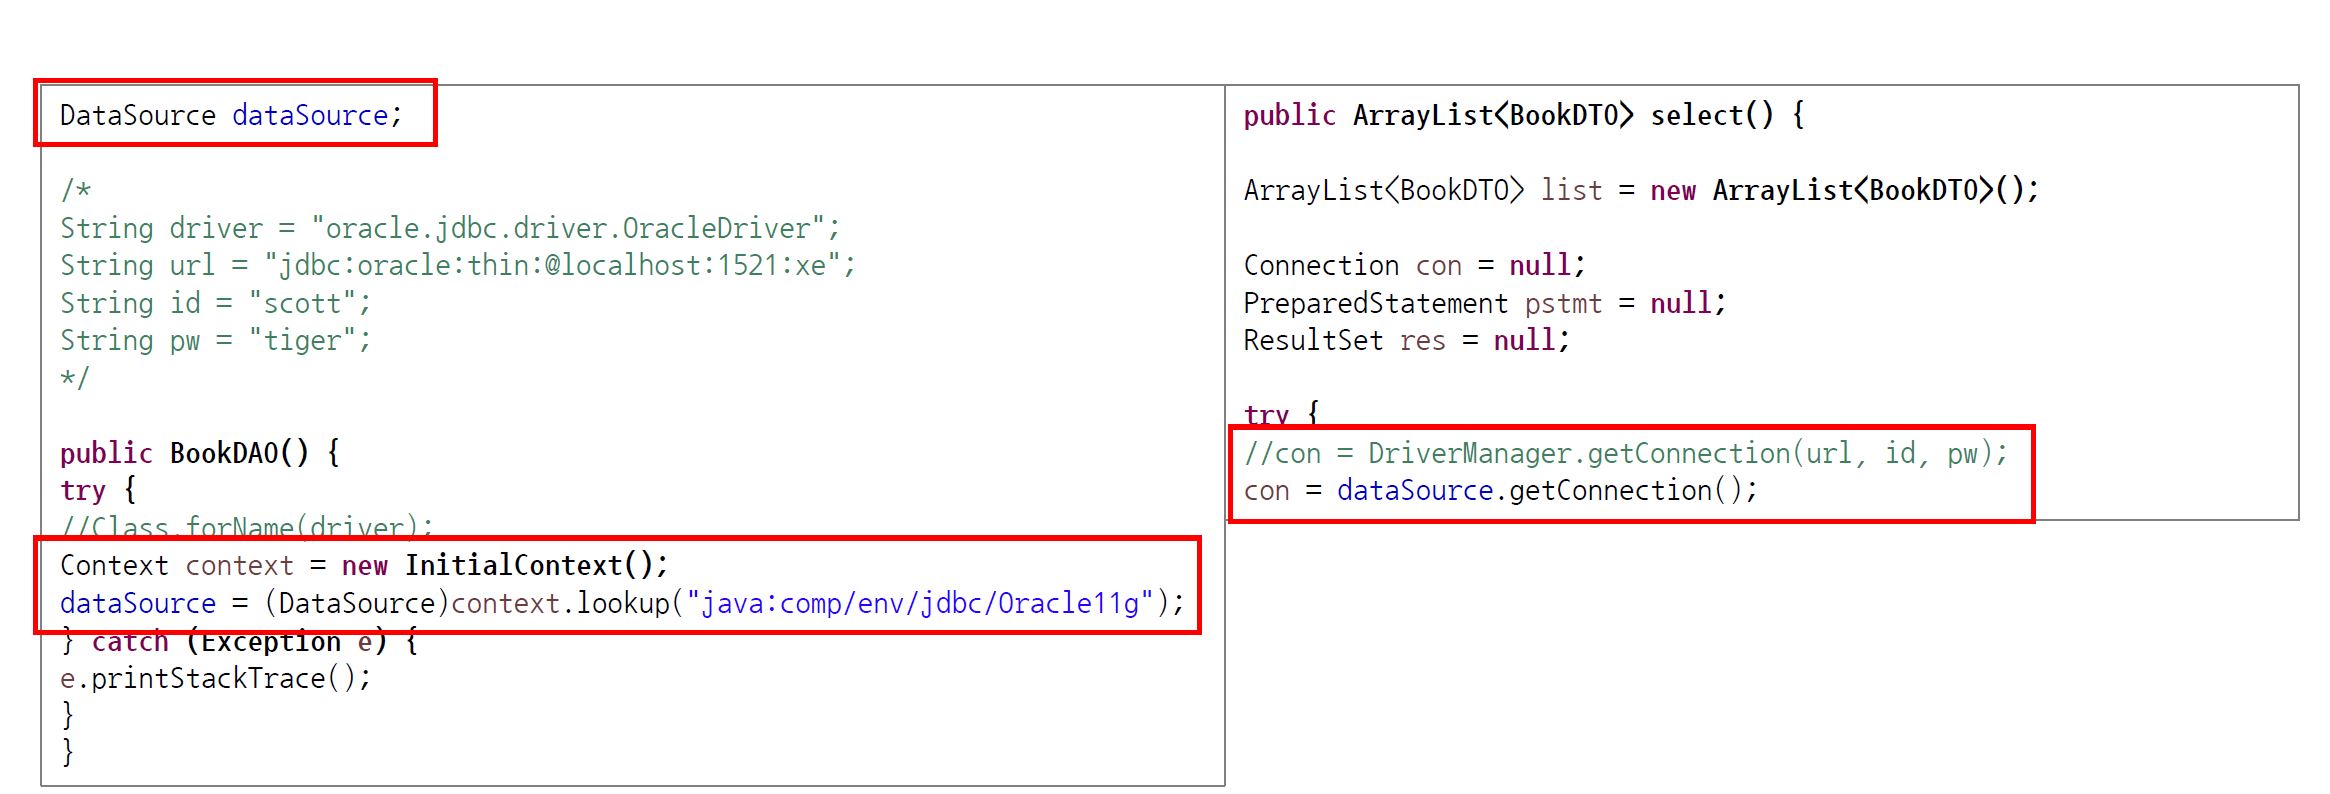 DataSource dataSource;
/*
String driver = "oracle.jdbc.driver.OracleDriver";
String url = "jdbc:oracle:thin:@localhost:1521:xe";
String id = "scott";
String pw = "tiger";
*/
public BookDAO() {
try {
//Class.forName(driver);
Context context = new InitialContext();
dataSource = (DataSource)context.lookup("java:comp/env/jdbc/Oracle11g");
} catch (Exception e) {
e.printStackTrace();
}
}
public ArrayList<BookDTO> select() {
ArrayList<BookDTO> list = new ArrayList<BookDTO>();
Connection con = null;
PreparedStatement pstmt = null;
ResultSet res = null;
try {
//con = DriverManager.getConnection(url, id, pw);
con = dataSource.getConnection();